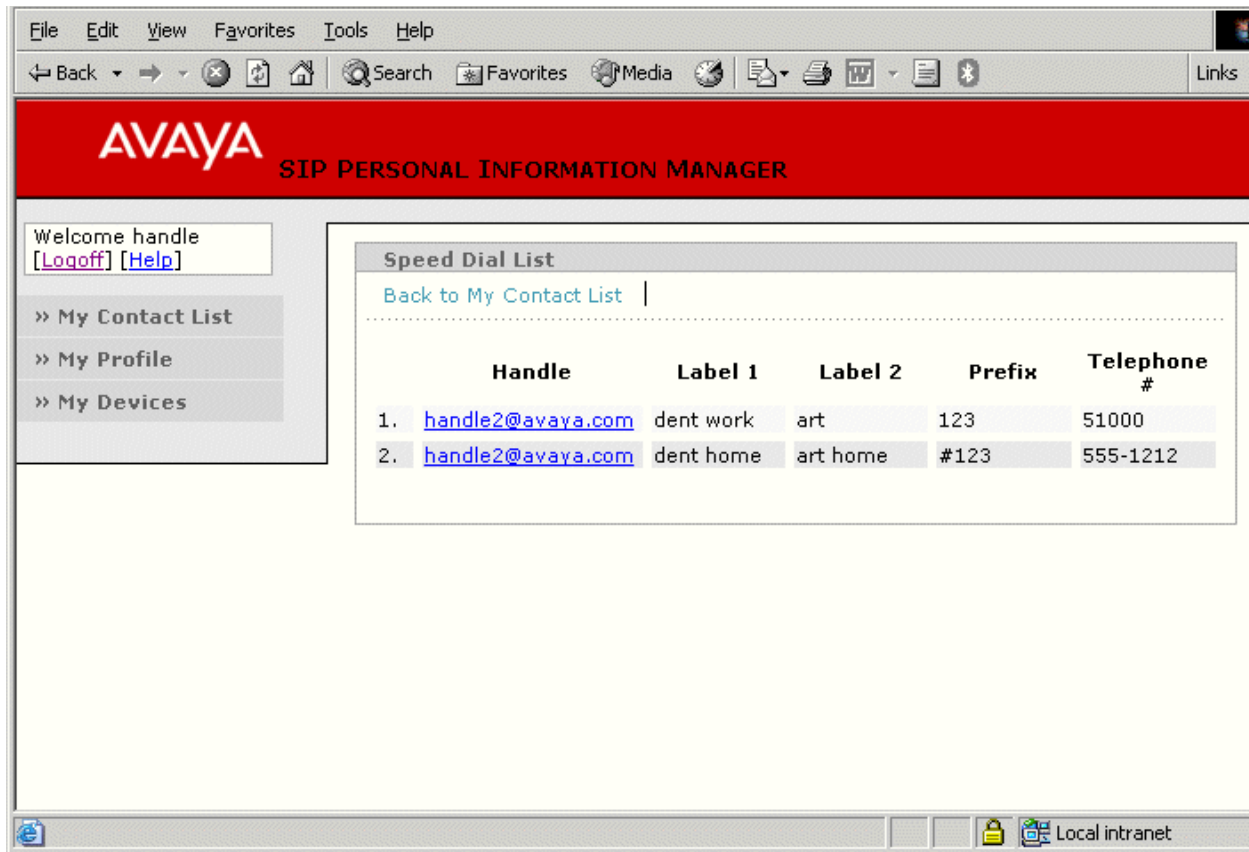 File Edit View Favorites Tools Help
Back Search Favorites Media Links
AVAYA
SIP PERSONAL INFORMATION MANAGER
Welcome handle
[Logoff] [Help]
» My Contact List
» My Profile
» My Devices
Speed Dial List
Back to My Contact List |
Handle Label 1 Label 2 Prefix Telephone #
1. handle2@avaya.com dent work art 123 51000
2. handle2@avaya.com dent home art home #123 555-1212
Local intranet